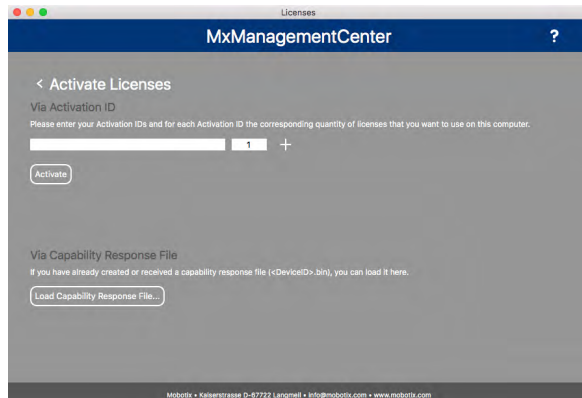 Licenses
MxManagementCenter ?
< Activate Licenses
Via Activation ID
Please enter your Activation IDs and for each Activation ID the corresponding quantity of licenses that you want to use on this computer.
1 +
Activate
Via Capability Response File
If you have already created or received a capability response file (<DeviceID>.bin), you can load it here.
Load Capability Response File...
Mobotix • Kaiserstrasse D-67722 Langmeil • info@mobotix.com • www.mobotix.com